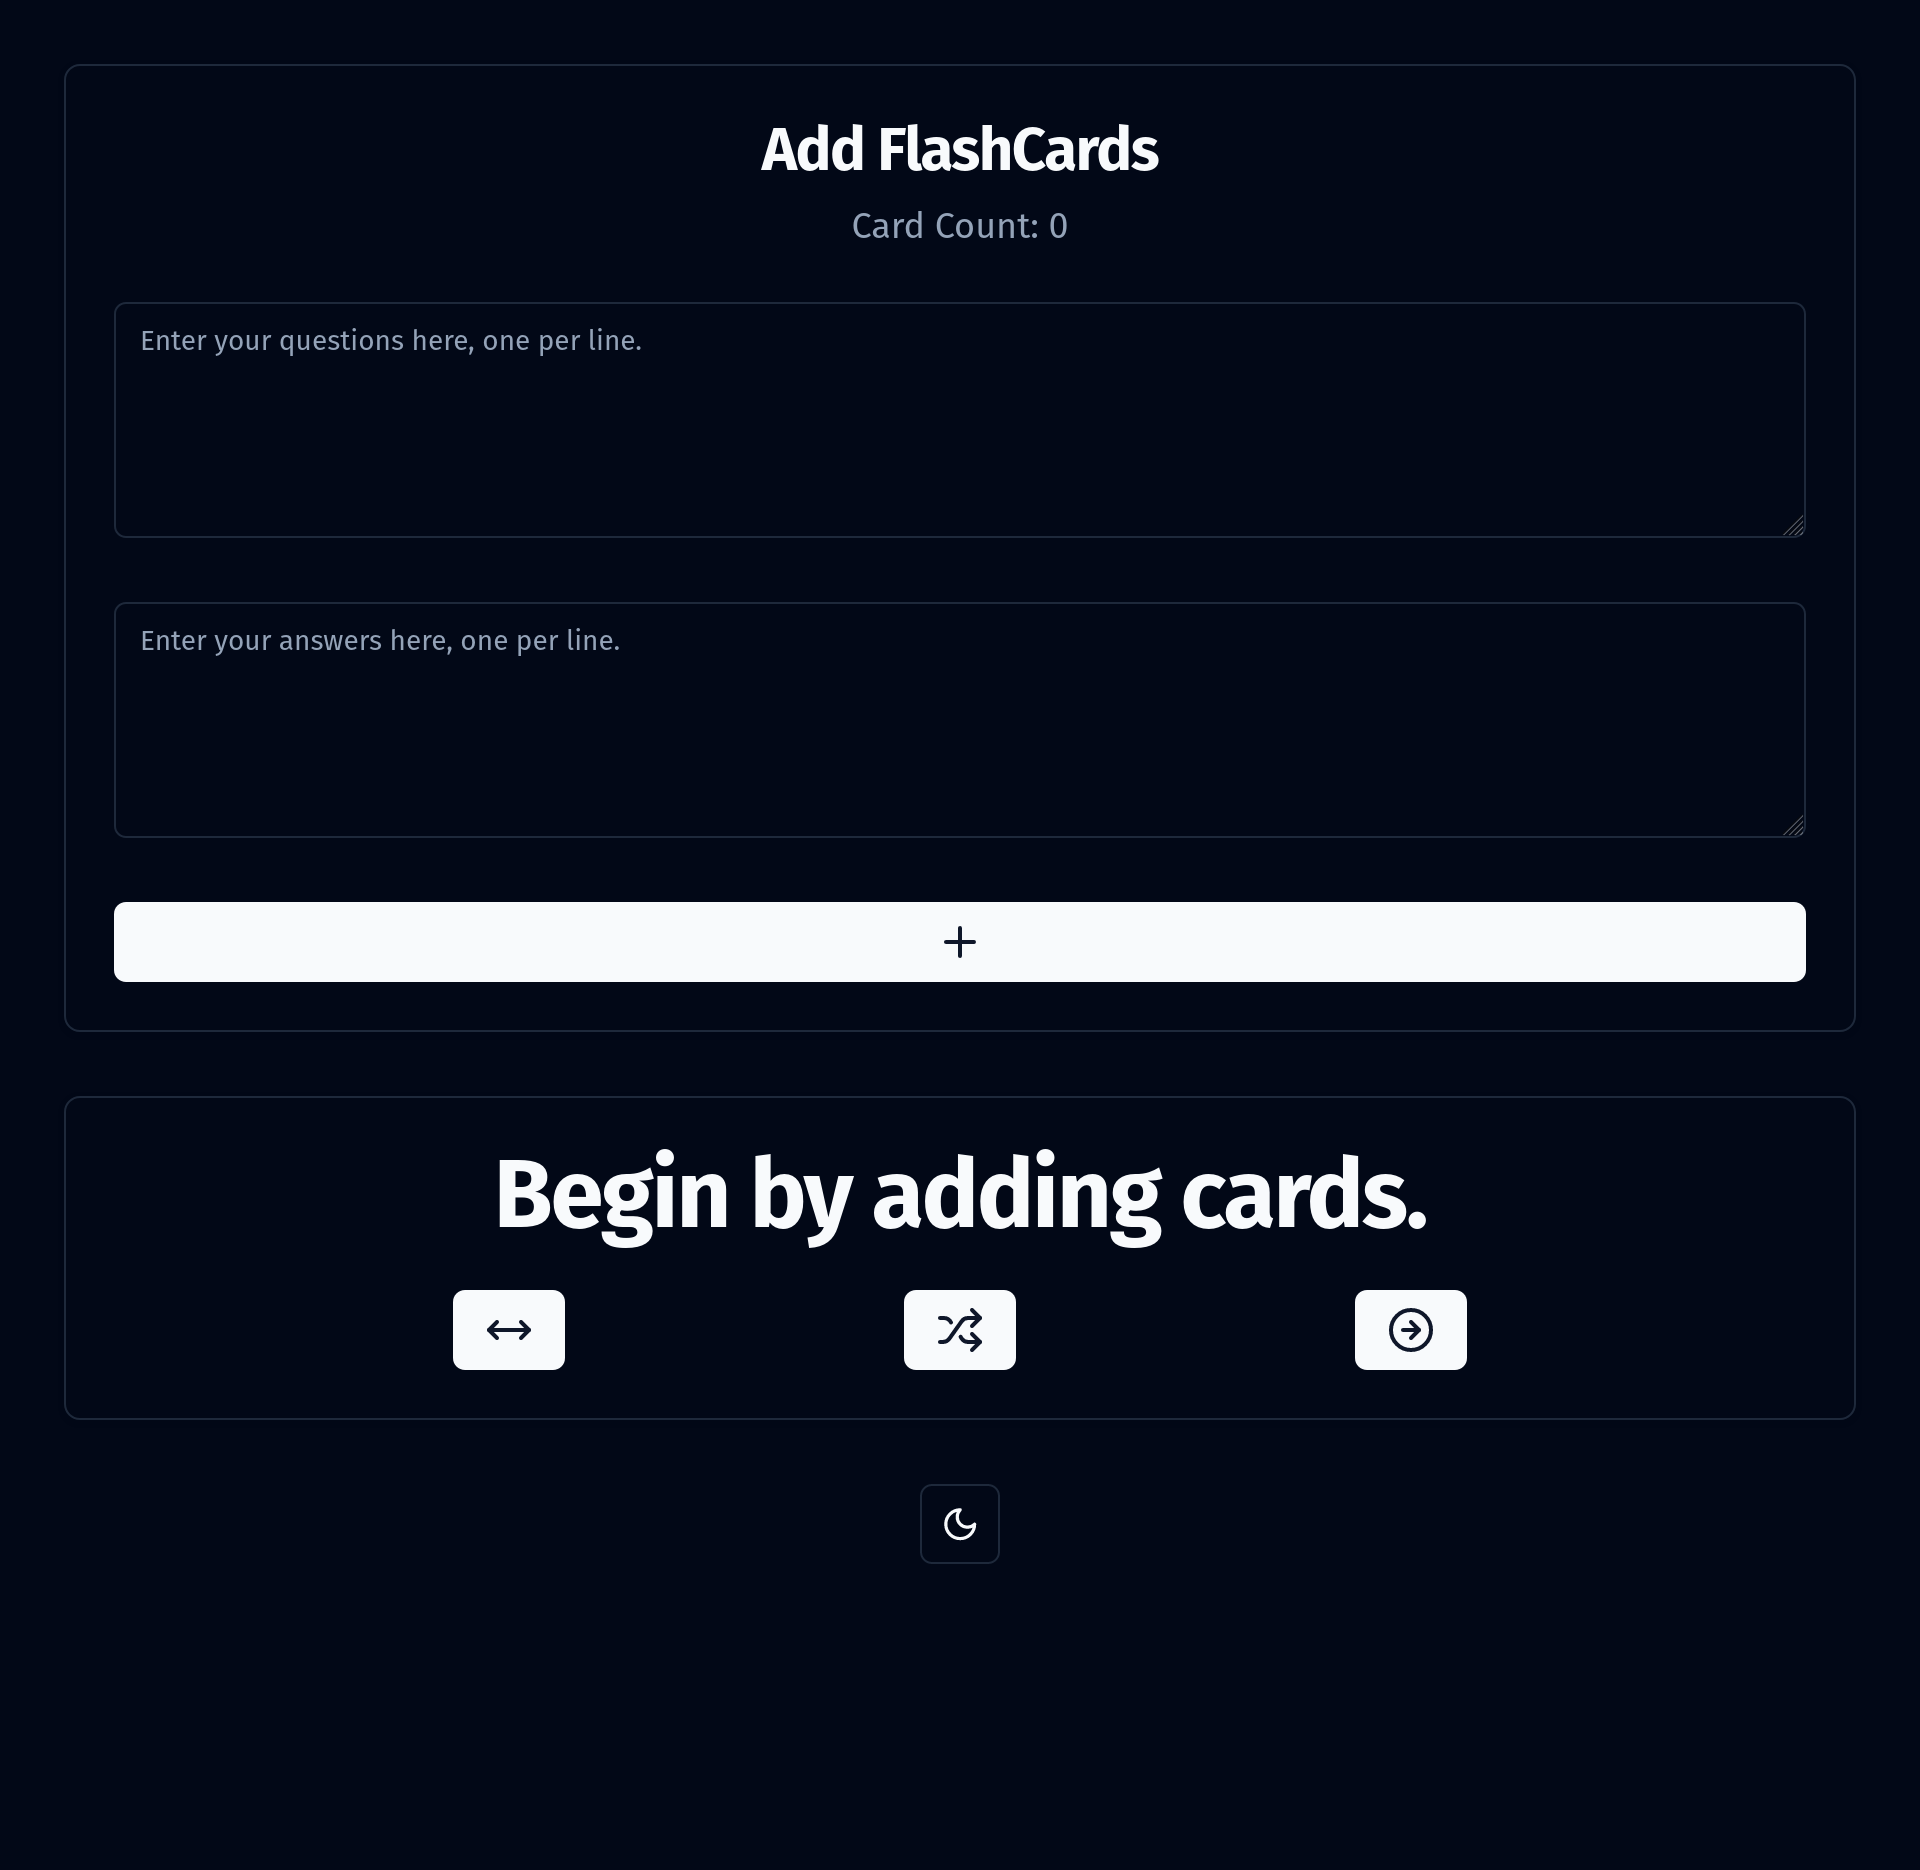 Add FlashCards
Card Count: 0
Enter your questions here, one per line.
Enter your answers here, one per line.
Begin by adding cards.